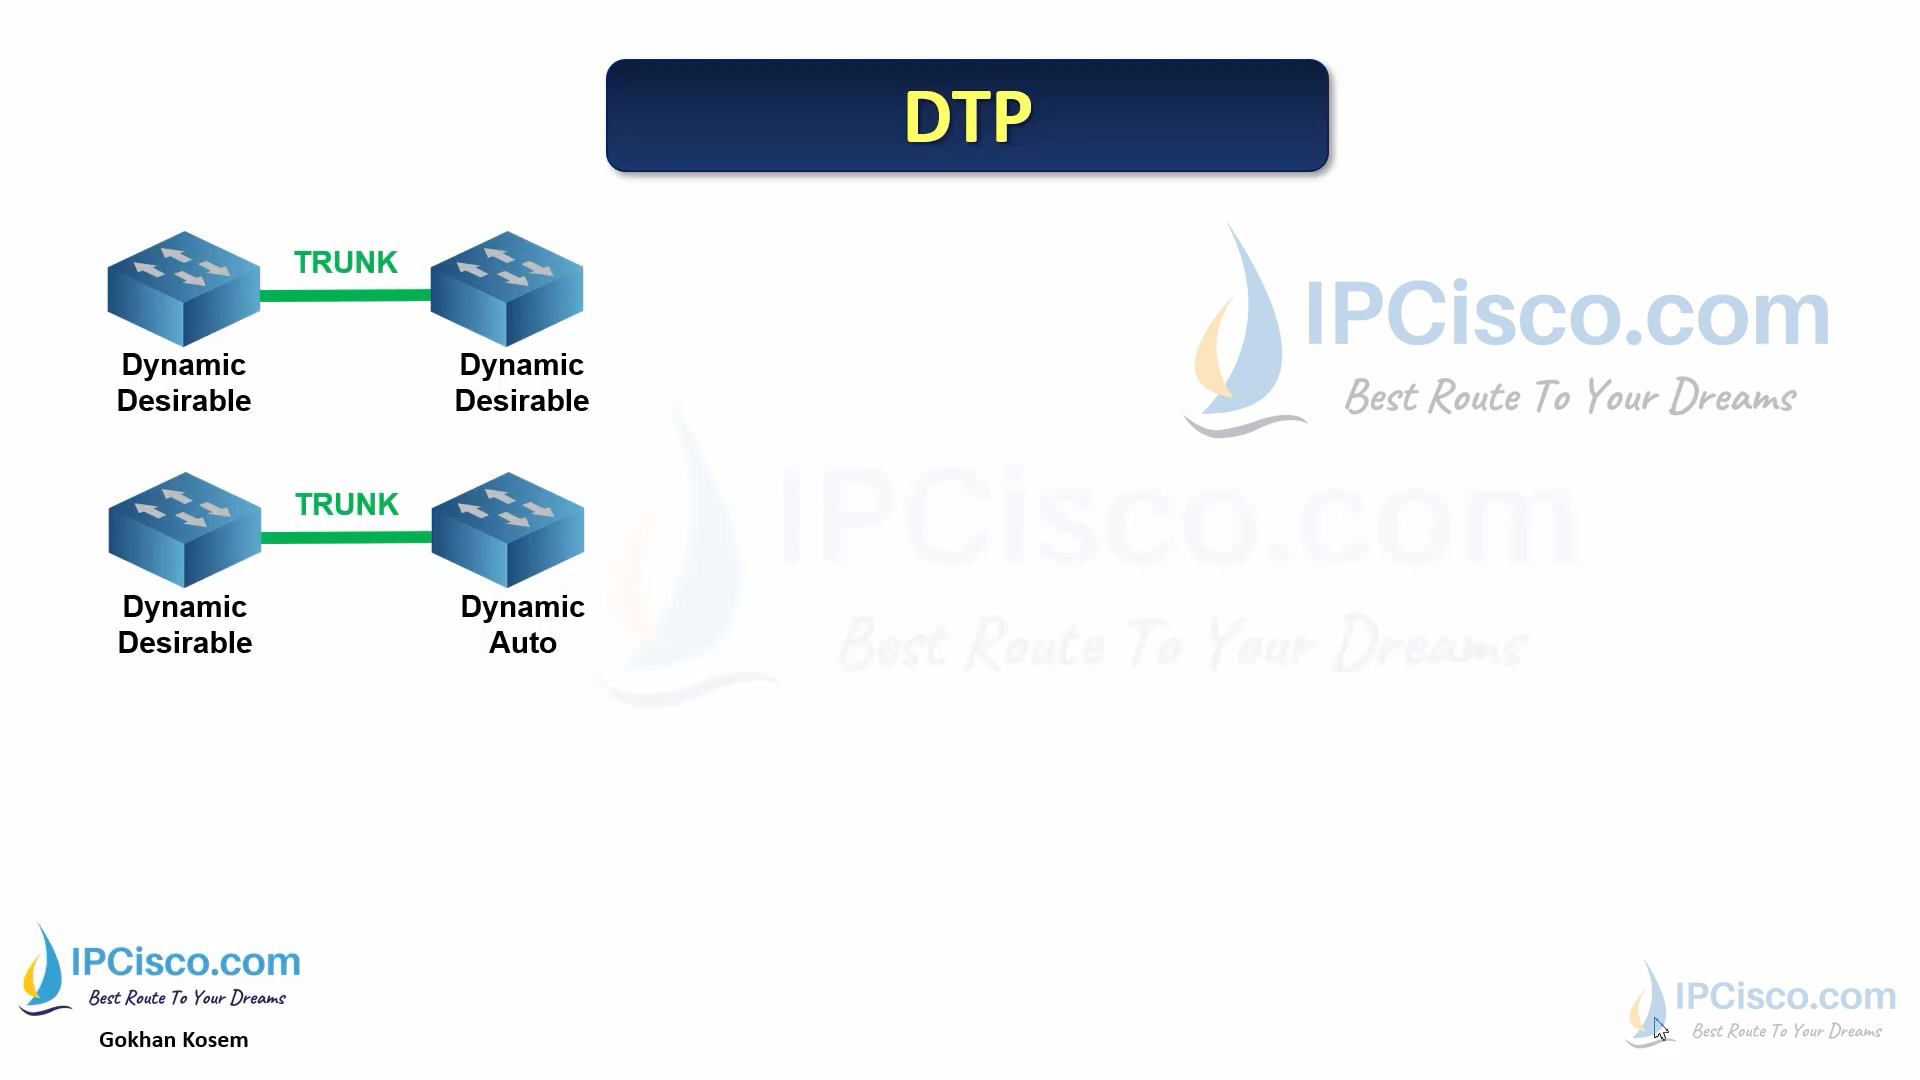 DTP
TRUNK
Dynamic
Desirable
Dynamic
Desirable
TRUNK
Dynamic
Desirable
Dynamic
Auto
IPCisco.com
Best Route To Your Dreams
IPCisco.com
Best Route To Your Dreams
IPCisco.com
Best Route To Your Dreams
Gokhan Kosem
IPCisco.com
Best Route To Your Dreams